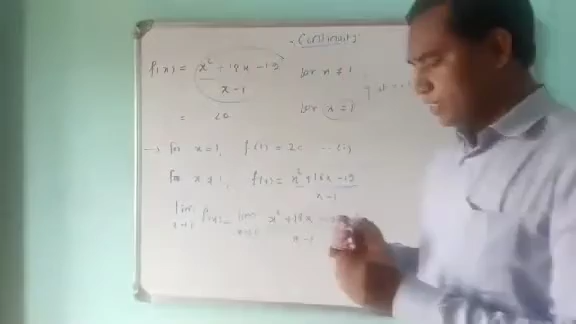 Continuity
f(x) = x² + 18x - 19 / x - 1 for x ≠ 1
= 20 for x = 1
→ For x = 1, f(1) = 20 --- (i)
For x ≠ 1, f(x) = x² + 18x - 19 / x - 1
lim x→1 f(x) = lim x→1 x² + 18x / x - 1